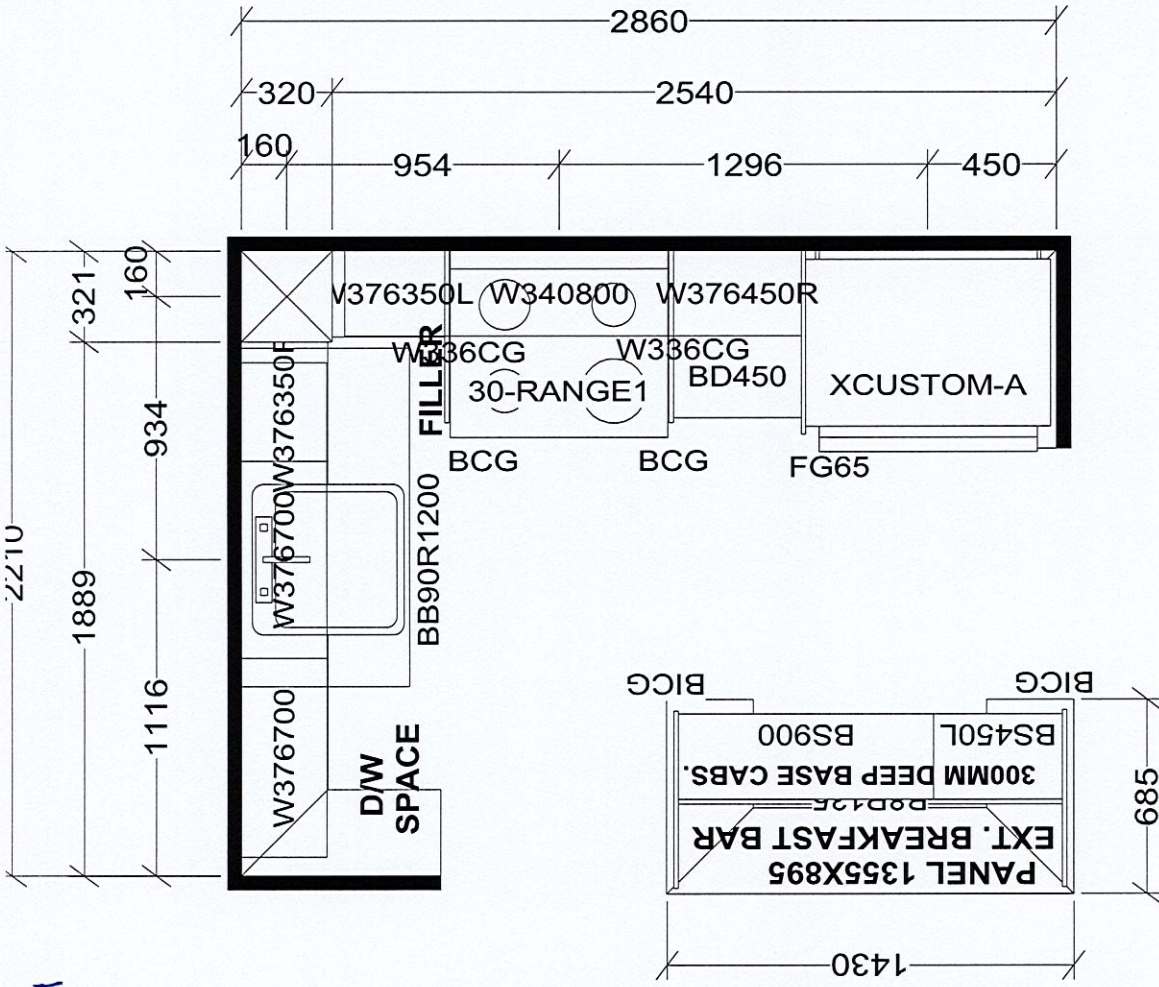 2860
320
2540
160
954
1296
450
160
321
934
2210
1889
1116
W376350L
W340800
W376450R
W336CG
W336CG
FILLER
30-RANGE1
BD450
XCUSTOM-A
BCG
BCG
FG65
W376350R
W376700
BB90R1200
W376700
D/W
SPACE
BICG
BICG
BS900
BS450L
300MM DEEP BASE CABS.
EXT. BREAKFAST BAR
PANEL 1355X895
685
1430